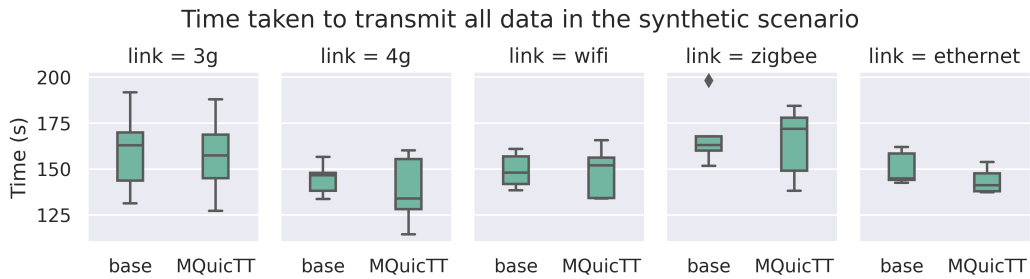 Time taken to transmit all data in the synthetic scenario
link = 3g link = 4g link = wifi link = zigbee link = ethernet
200
175
150
125
Time (s)
base MQuicTT base MQuicTT base MQuicTT base MQuicTT base MQuicTT